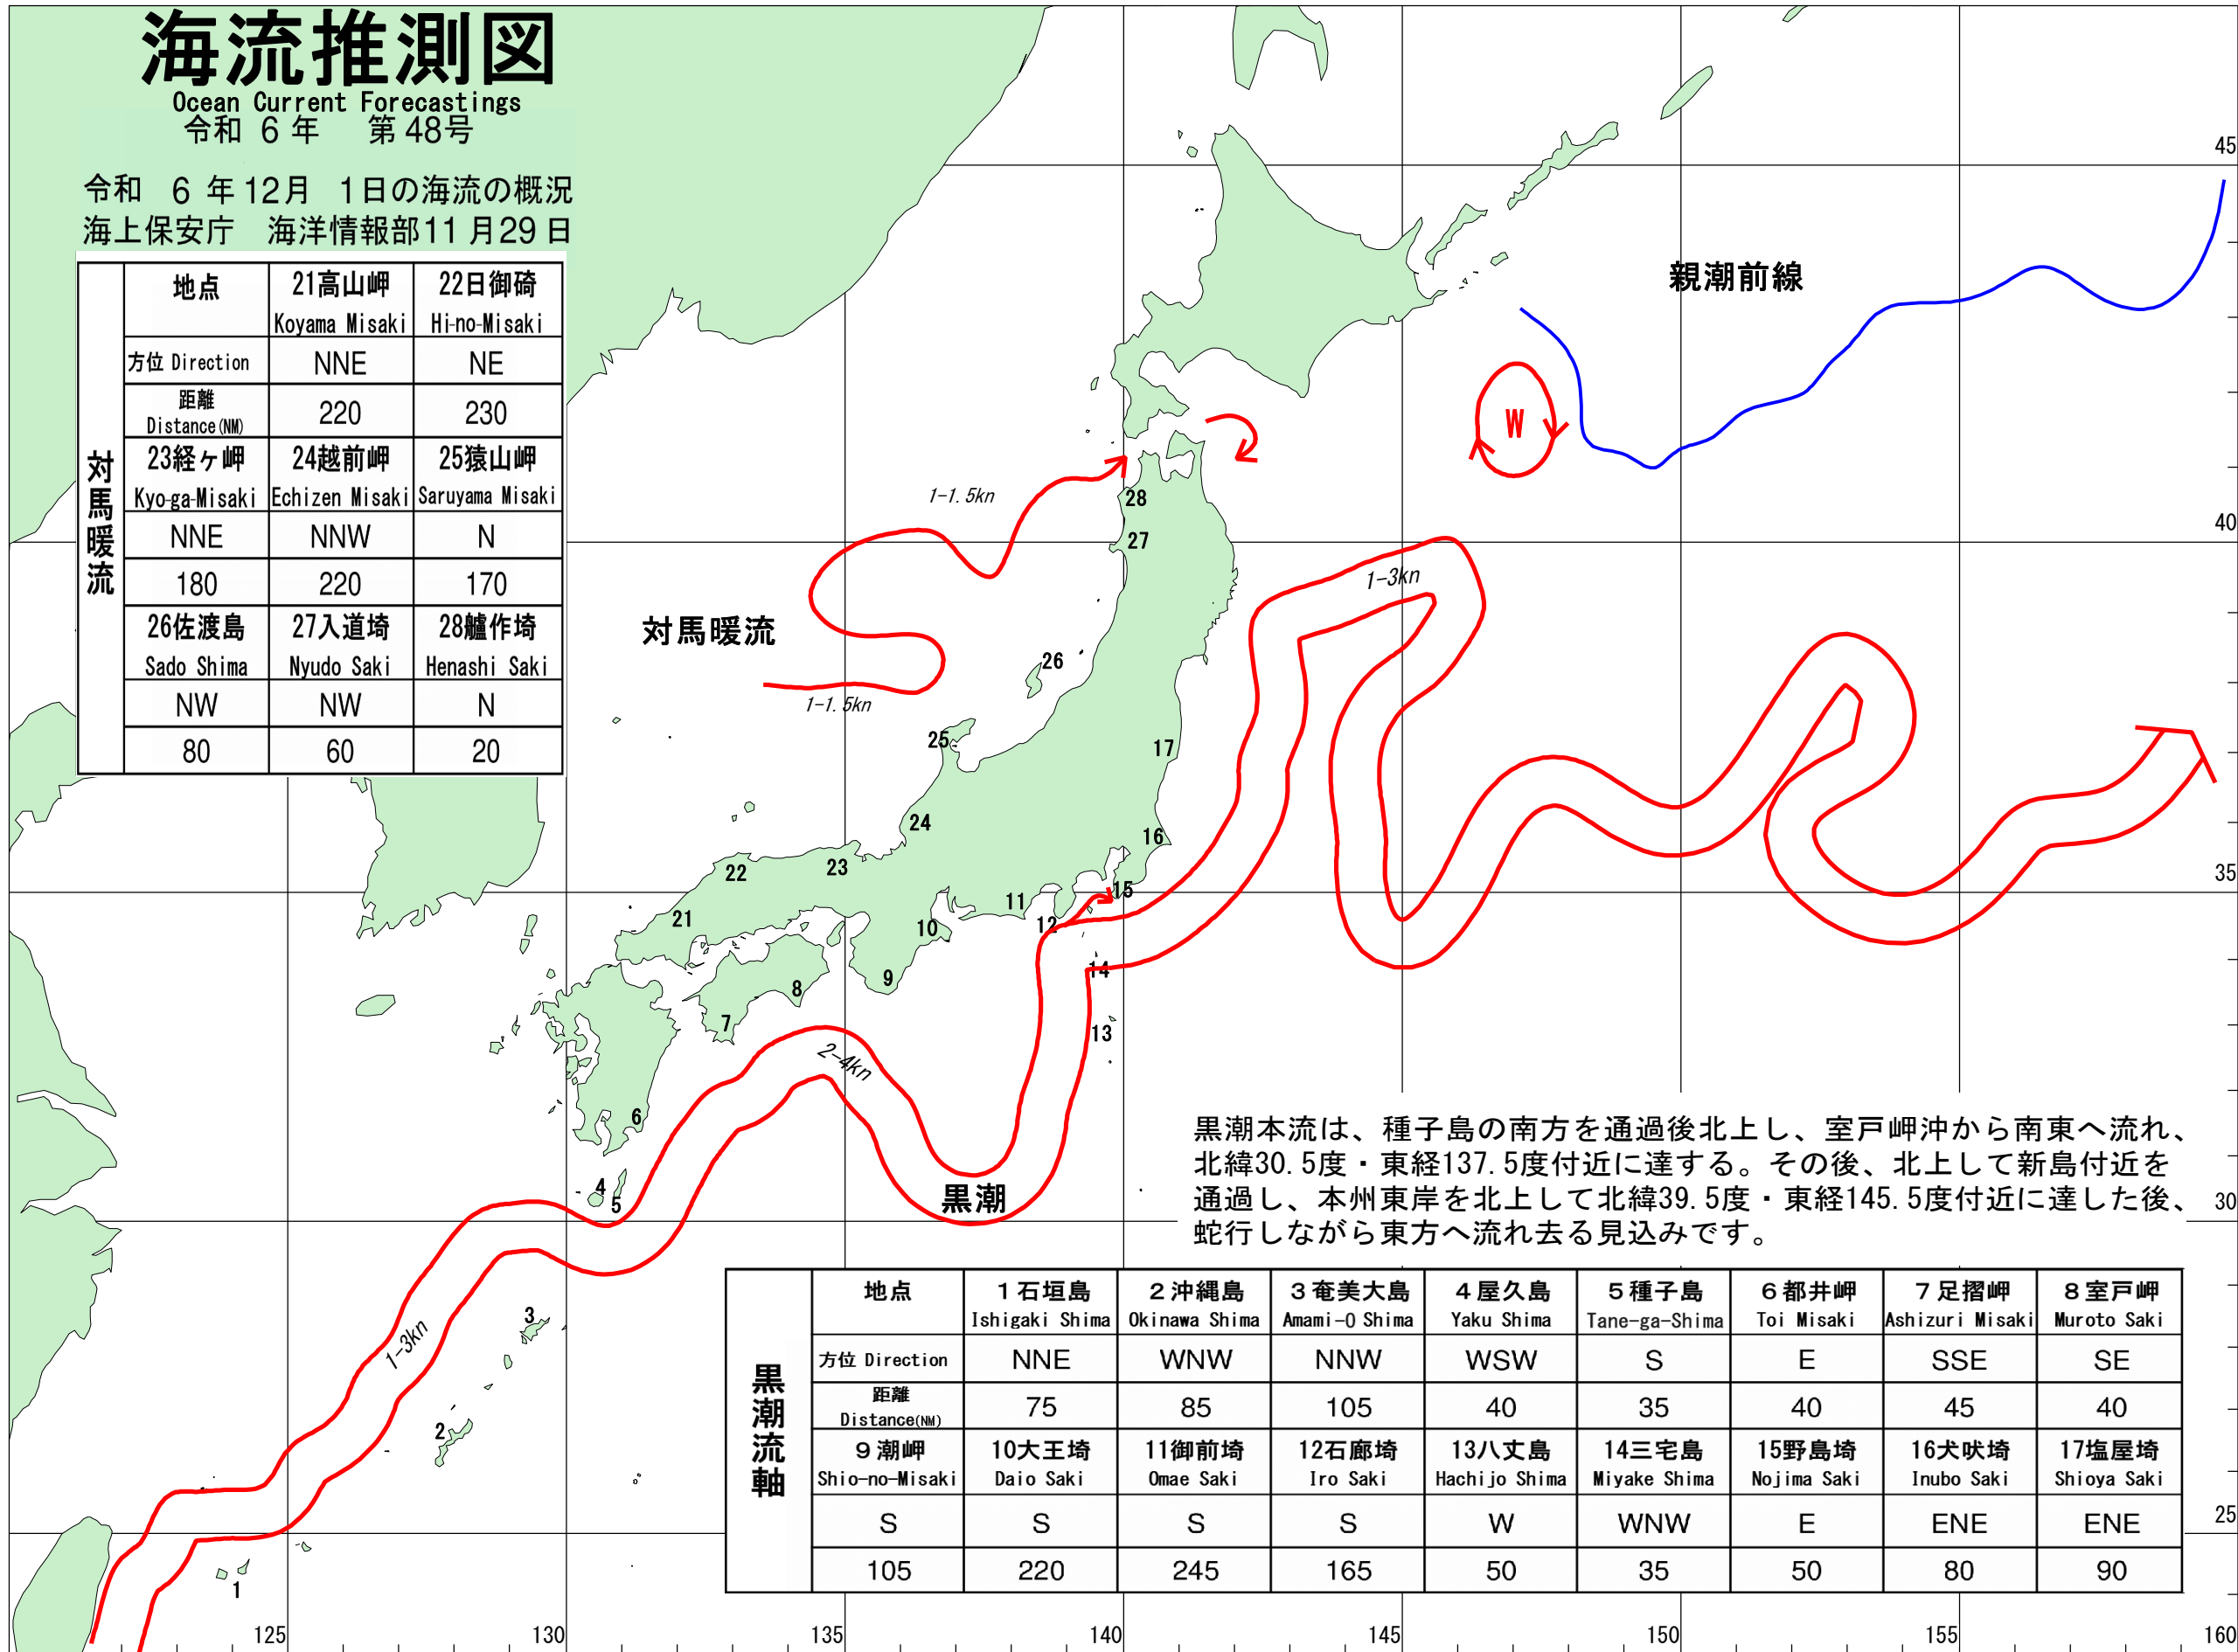 海流推測図
Ocean Current Forecastings
令和 6 年 第 48号
令和 6 年 12月 1日の海流の概況
海上保安庁 海洋情報部11 月29 日
対馬暖流
地点 21高山岬 22日御碕
Koyama Misaki Hi-no-Misaki
方位 Direction NNE NE
距離
Distance(NM) 220 230
23経ヶ岬 24越前岬 25猿山岬
Kyo-ga-Misaki Echizen Misaki Saruyama Misaki
NNE NNW N
180 220 170
26佐渡島 27入道埼 28艫作埼
Sado Shima Nyudo Saki Henashi Saki
NW NW N
80 60 20
45
親潮前線
W
1-1.5kn
28
27
40
1-3kn
対馬暖流
26
1-1.5kn
25
17
24
16
23
22
35
15
11
21
12
10
14
9
8
13
7
2-4kn
6
黒潮本流は、種子島の南方を通過後北上し、室戸岬沖から南東へ流れ、
北緯30.5度・東経137.5度付近に達する。その後、北上して新島付近を
通過し、本州東岸を北上して北緯39.5度・東経145.5度付近に達した後、
蛇行しながら東方へ流れ去る見込みです。
4
5
黒潮
30
3
1-3kn
2
1
黒潮流軸
地点 1石垣島 2沖縄島 3奄美大島 4屋久島 5種子島 6都井岬 7足摺岬 8室戸岬
Ishigaki Shima Okinawa Shima Amami-O Shima Yaku Shima Tane-ga-Shima Toi Misaki Ashizuri Misaki Muroto Saki
方位 Direction NNE WNW NNW WSW S E SSE SE
距離
Distance(NM) 75 85 105 40 35 40 45 40
9潮岬 10大王埼 11御前埼 12石廊埼 13八丈島 14三宅島 15野島埼 16犬吠埼 17塩屋埼
Shio-no-Misaki Daio Saki Omae Saki Iro Saki Hachijo Shima Miyake Shima Nojima Saki Inubo Saki Shioya Saki
S S S S W WNW E ENE ENE
105 220 245 165 50 35 50 80 90
25
125 130 135 140 145 150 155 160